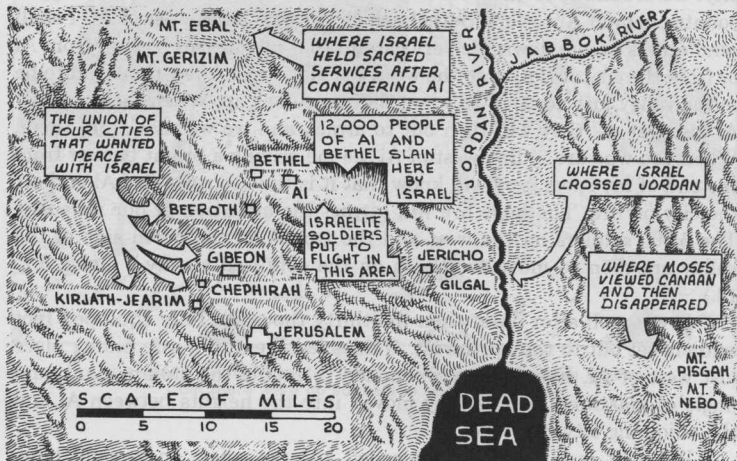 MT. EBAL
MT. GERIZIM
WHERE ISRAEL
HELD SACRED
SERVICES AFTER
CONQUERING AI
JORDAN RIVER
JABBOK RIVER
THE UNION OF
FOUR CITIES
THAT WANTED
PEACE
WITH ISRAEL
12,000 PEOPLE
OF AI AND
BETHEL SLAIN
HERE
BY
ISRAEL
BETHEL
AI
BEEROTH
WHERE ISRAEL
CROSSED JORDAN
ISRAELITE
SOLDIERS
PUT TO
FLIGHT IN
THIS AREA
GIBEON
CHEPHIRAH
KIRJATH-JEARIM
JERICHO
GILGAL
WHERE MOSES
VIEWED CANAAN
AND THEN
DISAPPEARED
JERUSALEM
MT.
PISGAH
MT.
NEBO
SCALE OF MILES
0 5 10 15 20
DEAD
SEA